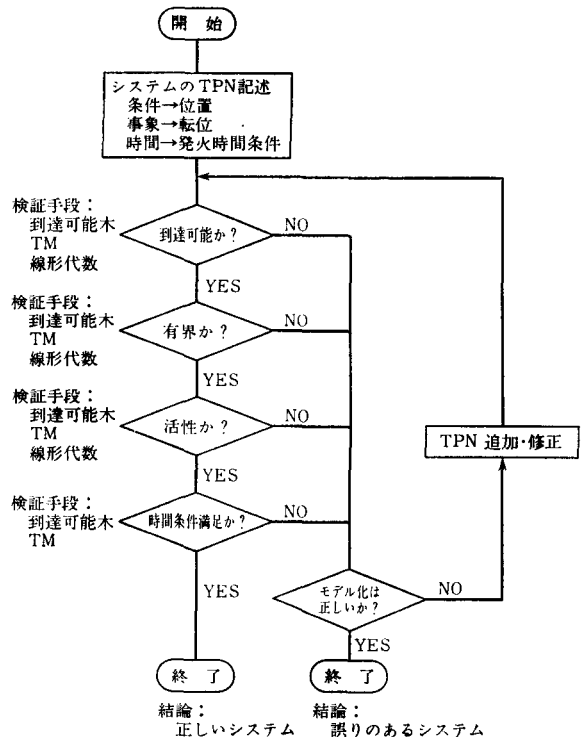 開始
システムのTPN記述
条件→位置
事象→転位
時間→発火時間条件
検証手段：
到達可能木
TM
線形代数
到達可能か？
NO
YES
検証手段：
到達可能木
TM
線形代数
有界か？
NO
YES
検証手段：
到達可能木
TM
線形代数
活性か？
NO
TPN 追加・修正
YES
検証手段：
到達可能木
TM
時間条件満足か？
NO
YES
モデル化は
正しいか？
NO
YES
終了
結論：
正しいシステム
終了
結論：
誤りのあるシステム